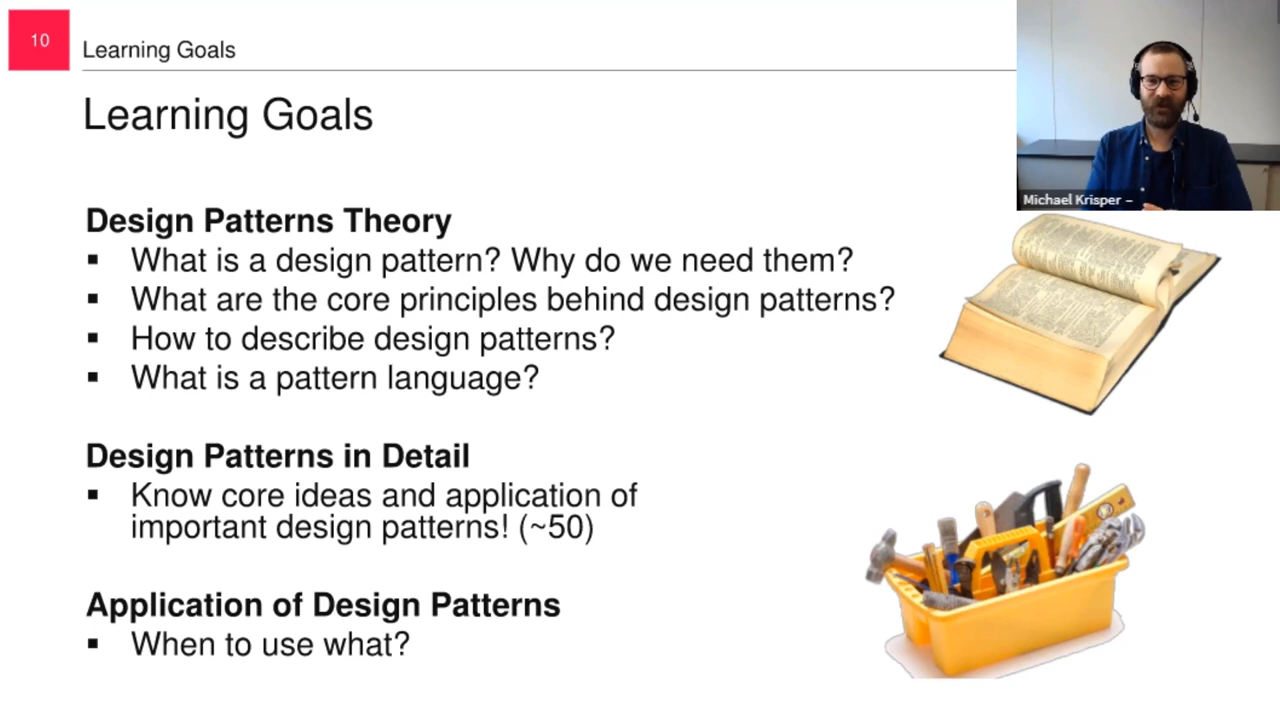 10
Learning Goals
Learning Goals
Michael Krisper –
Design Patterns Theory
▪ What is a design pattern? Why do we need them?
▪ What are the core principles behind design patterns?
▪ How to describe design patterns?
▪ What is a pattern language?
Design Patterns in Detail
▪ Know core ideas and application of
important design patterns! (~50)
Application of Design Patterns
▪ When to use what?